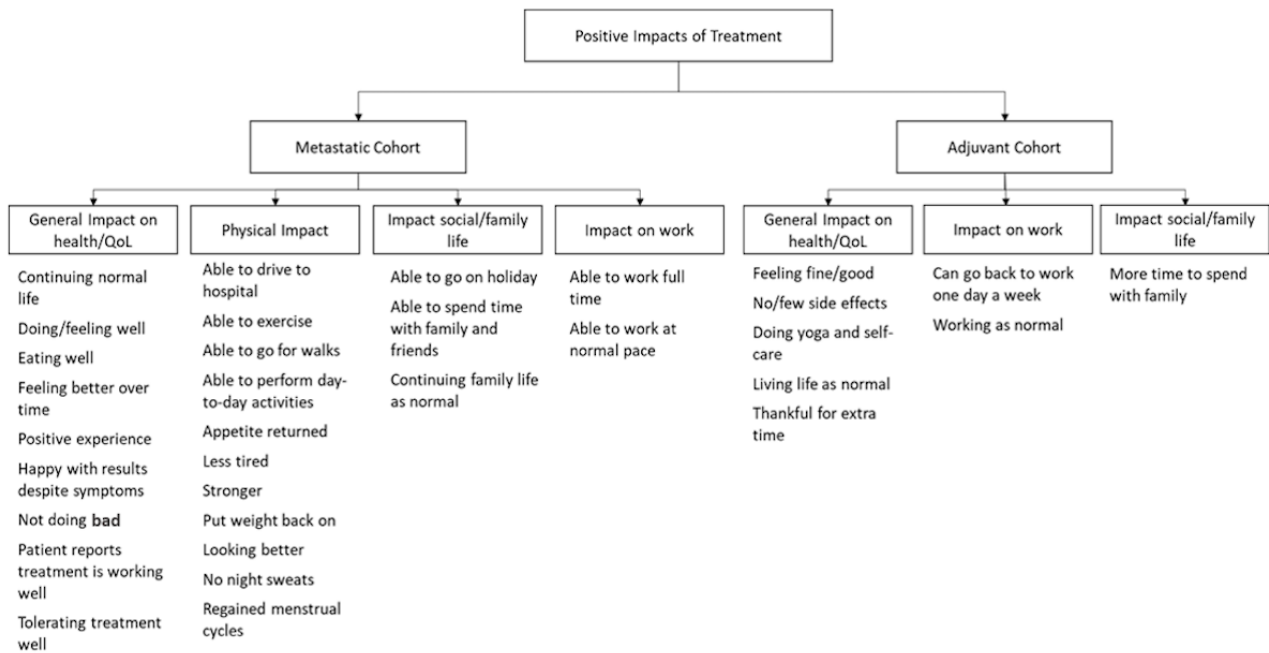 Positive Impacts of Treatment
Metastatic Cohort
Adjuvant Cohort
General Impact on
health/QoL
Continuing normal
life
Doing/feeling well
Eating well
Feeling better over
time
Positive experience
Happy with results
despite symptoms
Not doing bad
Patient reports
treatment is working
well
Tolerating treatment
well
Physical Impact
Able to drive to
hospital
Able to exercise
Able to go for walks
Able to perform day-
to-day activities
Appetite returned
Less tired
Stronger
Put weight back on
Looking better
No night sweats
Regained menstrual
cycles
Impact social/family
life
Able to go on holiday
Able to spend time
with family and
friends
Continuing family life
as normal
Impact on work
Able to work full
time
Able to work at
normal pace
General Impact on
health/QoL
Feeling fine/good
No/few side effects
Doing yoga and self-
care
Living life as normal
Thankful for extra
time
Impact on work
Can go back to work
one day a week
Working as normal
Impact social/family
life
More time to spend
with family